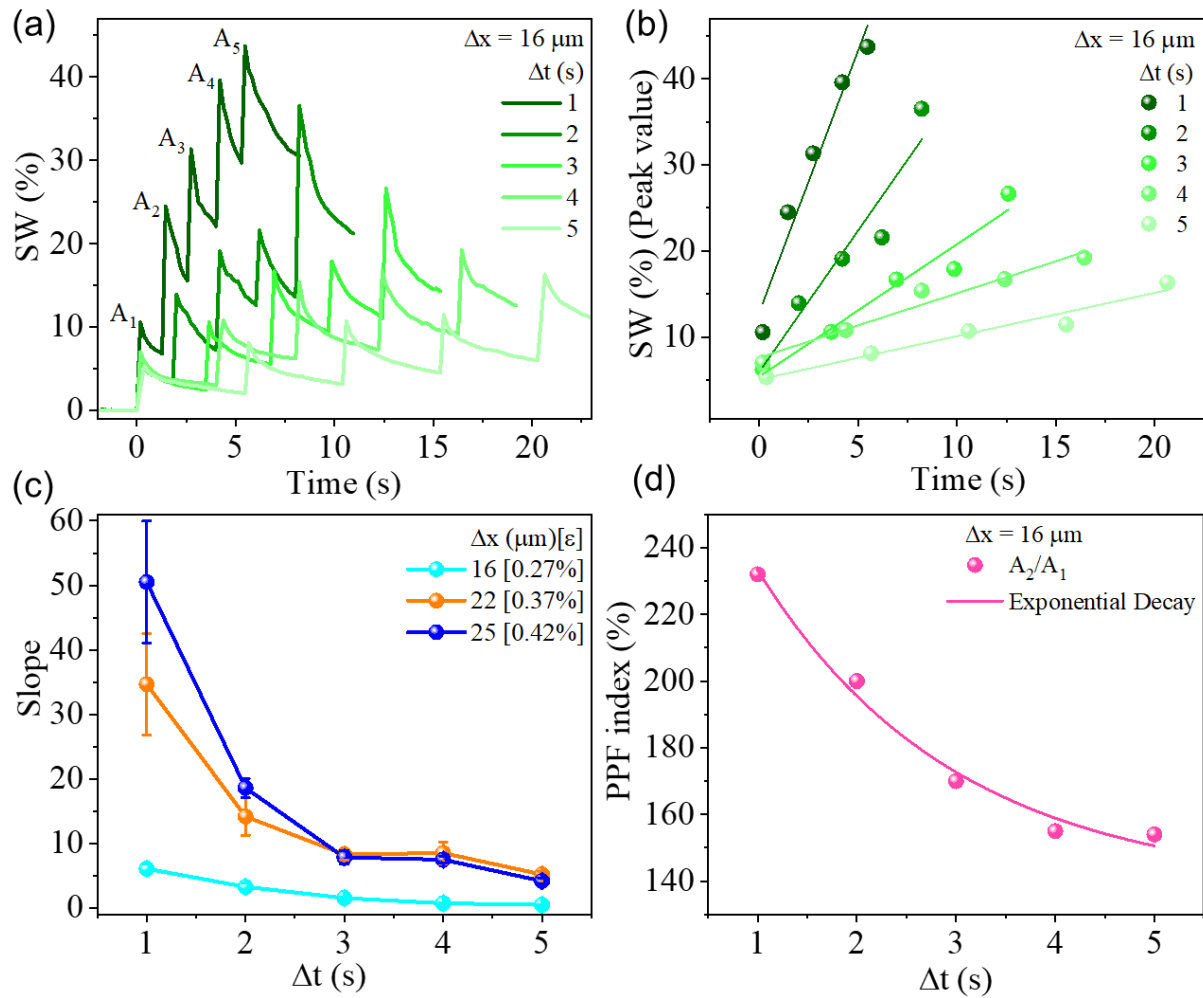 (a)
Δx = 16 μm
Δt (s)
1
2
3
4
5
A1
A2
A3
A4
A5
40
30
20
10
0
SW (%)
0 5 10 15 20
Time (s)
(b)
Δx = 16 μm
Δt (s)
1
2
3
4
5
40
30
20
10
SW (%) (Peak value)
0 5 10 15 20
Time (s)
(c)
Δx (μm)[ε]
16 [0.27%]
22 [0.37%]
25 [0.42%]
60
50
40
30
20
10
0
Slope
1 2 3 4 5
Δt (s)
(d)
Δx = 16 μm
A2/A1
Exponential Decay
240
220
200
180
160
140
PPF index (%)
1 2 3 4 5
Δt (s)